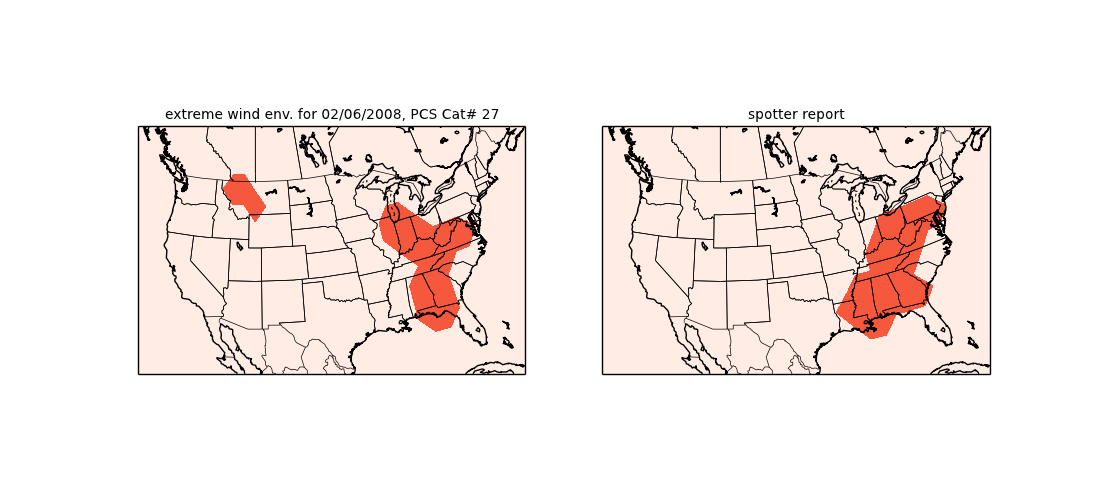 extreme wind env. for 02/06/2008, PCS Cat# 27
spotter report